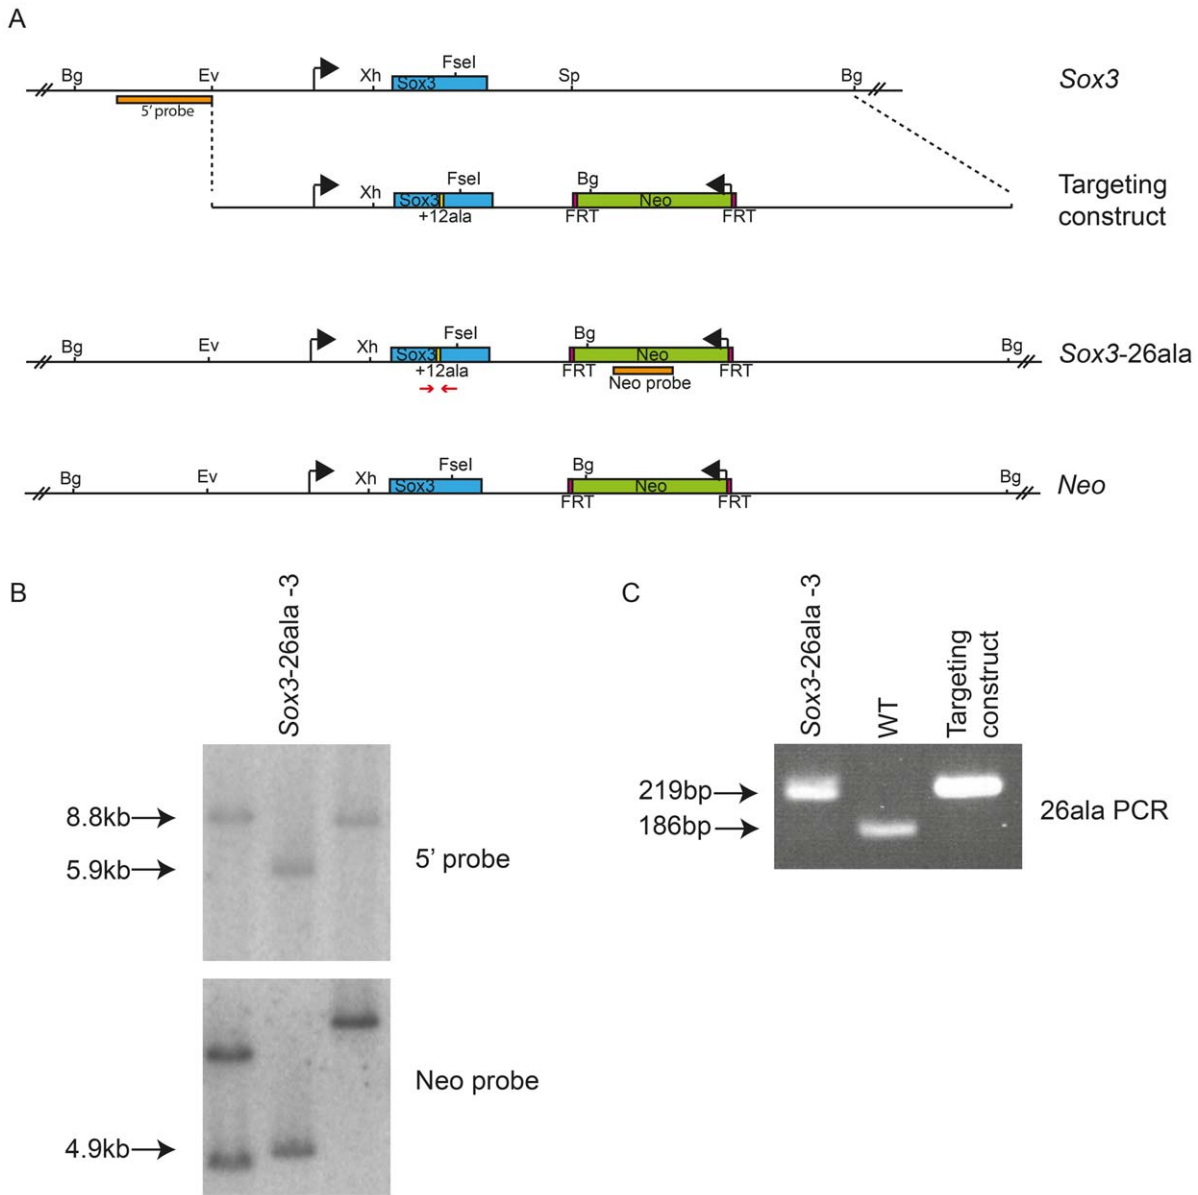 A
Bg Ev Xh FseI Sp Bg
Sox3
5' probe
Sox3
Xh FseI Bg
Sox3 Neo
+12ala FRT FRT
Targeting
construct
Bg Ev Xh FseI Bg Bg
Sox3 Neo
+12ala FRT FRT
Neo probe
Sox3-26ala
Bg Ev Xh FseI Bg Bg
Sox3 Neo
FRT FRT
Neo
B
Sox3-26ala -3
8.8kb
5.9kb
5’ probe
4.9kb
Neo probe
C
Sox3-26ala -3
WT
Targeting
construct
219bp
186bp
26ala PCR